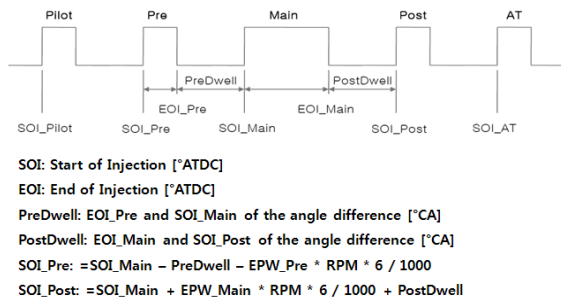 Pilot Pre Main Post AT
PreDwell PostDwell
EOI_Pre EOI_Main
SOI_Pilot SOI_Pre SOI_Main SOI_Post SOI_AT
SOI: Start of Injection [°ATDC]
EOI: End of Injection [°ATDC]
PreDwell: EOI_Pre and SOI_Main of the angle difference [°CA]
PostDwell: EOI_Main and SOI_Post of the angle difference [°CA]
SOI_Pre: =SOI_Main – PreDwell – EPW_Pre * RPM * 6 / 1000
SOI_Post: =SOI_Main + EPW_Main * RPM * 6 / 1000 + PostDwell